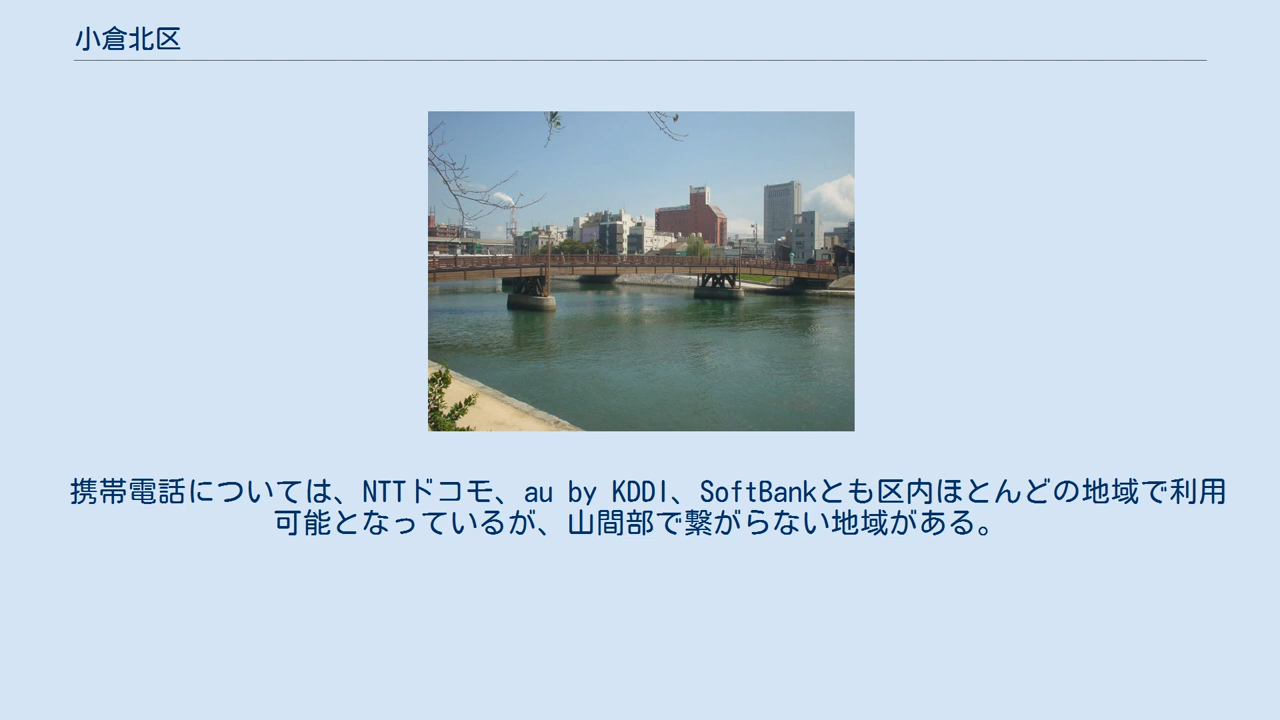 小倉北区
携帯電話については、NTTドコモ、au by KDDI、SoftBankとも区内ほとんどの地域で利用
可能となっているが、山間部で繋がらない地域がある。